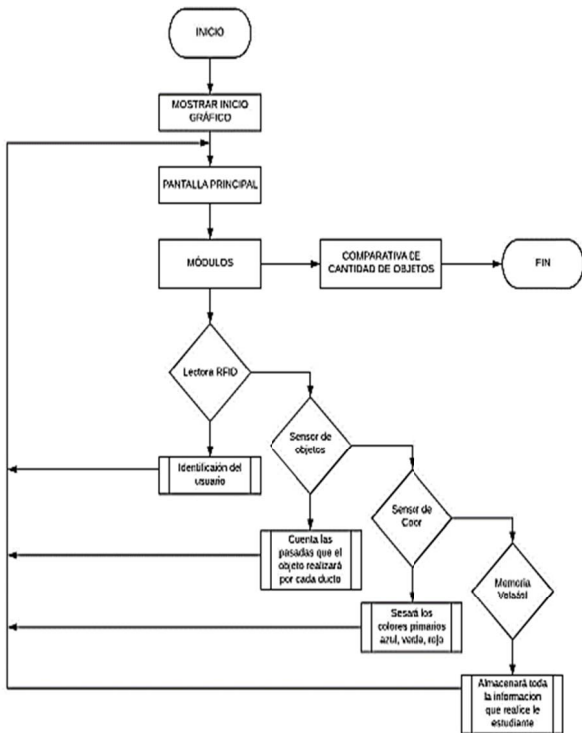 INICIO
MOSTRAR INICIO
GRÁFICO
PANTALLA PRINCIPAL
MÓDULOS
COMPARATIVA DE
CANTIDAD DE OBJETOS
FIN
Lectora RFID
Sensor de
objetos
Identificaión del
usuario
Sensor de
Coor
Cuenta las
pasadas que el
objeto realizará
por cada ducto
Memoria
Sesará los
colores primarios
azul, verde, rojo
Almacenará toda
la informacion
que realice le
estudiante